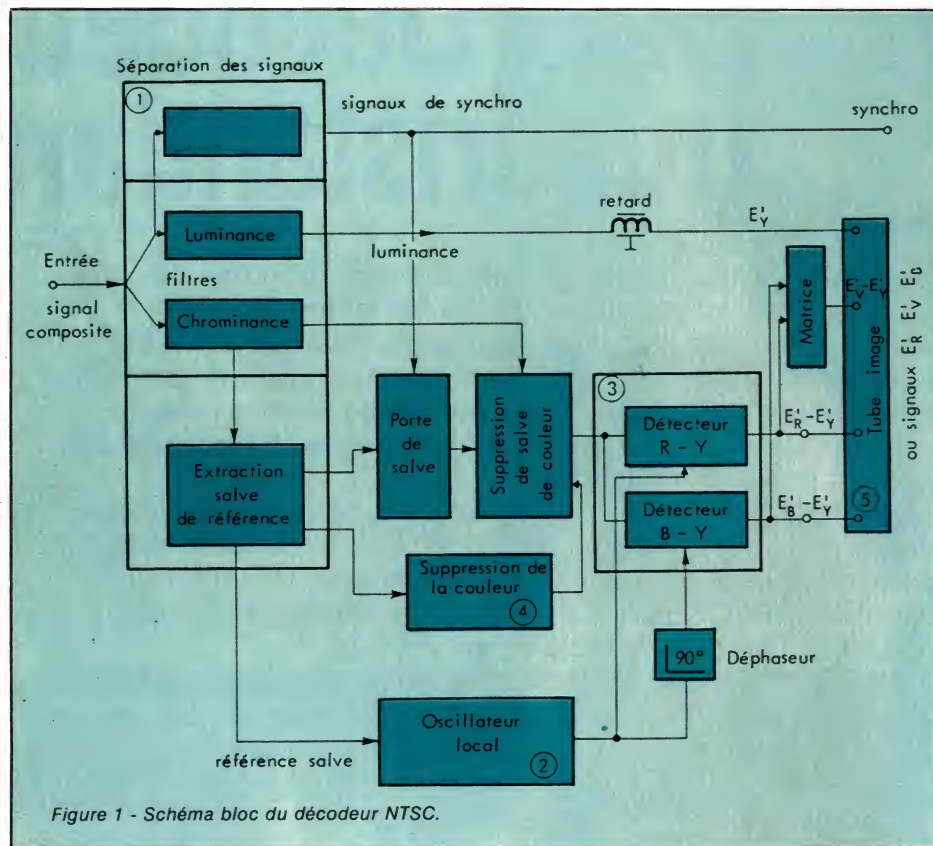 Séparation des signaux
1
signaux de synchro
synchro
retard
E'Y
Luminance
luminance
Entrée
signal
composite
filtres
Chrominance
Matrice
E'V-E'Y
Tube image
ou signaux E'R E'V E'B
Porte
de
salve
Suppression
de salve
de couleur
3
Détecteur
R - Y
E'R-E'Y
Extraction
salve
de référence
Détecteur
B - Y
E'B-E'Y
5
Suppression de
la couleur
4
90°
Déphaseur
Oscillateur
local
2
référence salve
Figure 1 - Schéma bloc du décodeur NTSC.